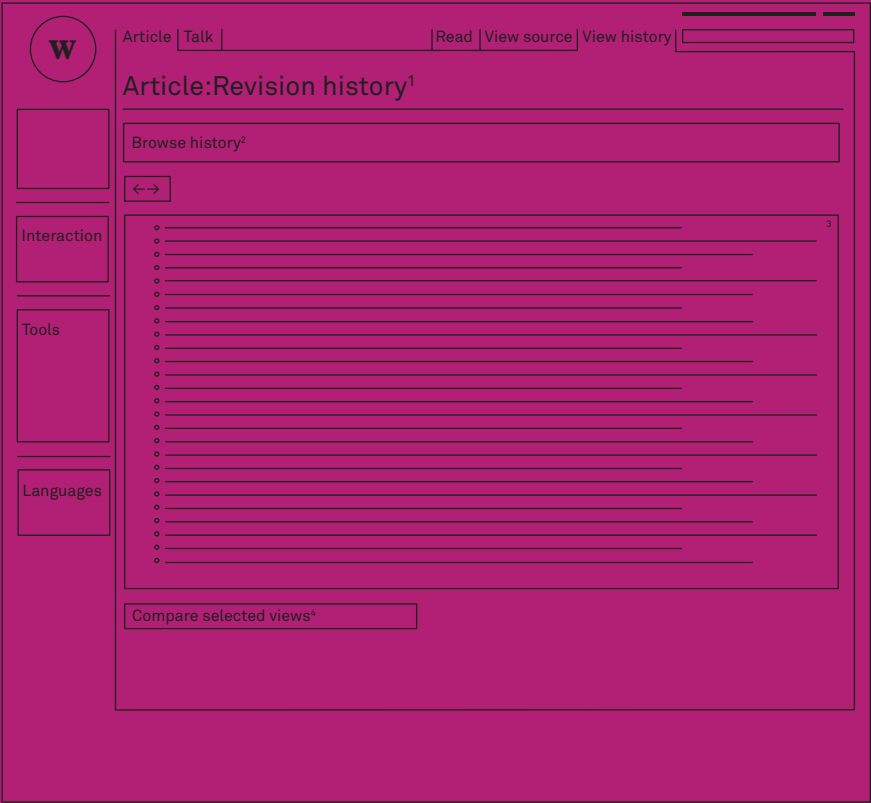 W
Article Talk Read View source View history
Article:Revision history¹
Browse history²
←→
3
Interaction
Tools
Languages
Compare selected views⁴